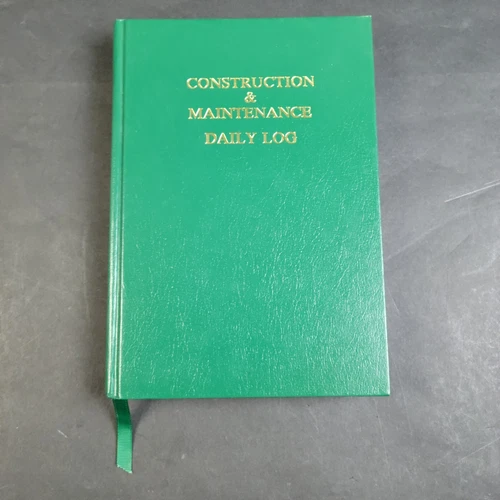 CONSTRUCTION
&
MAINTENANCE
DAILY LOG